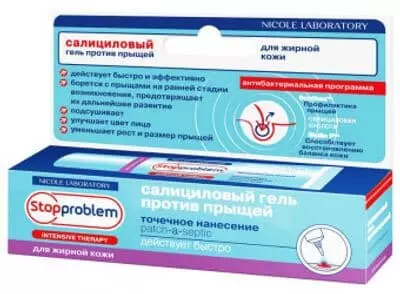 NICOLE LABORATORY
салициловый
гель против прыщей
для жирной
кожи
действует быстро и эффективно
борется с прыщами на ранней стадии
возникновения, предотвращает
их дальнейшее развитие
подсушивает
улучшает цвет лица
уменьшает рост и размер прыщей
антибактериальная программа
Профилактика
прыщей
САЛИЦИЛОВАЯ
КИСЛОТА
Способствует
восстановлению
баланса кожи
NICOLE LABORATORY
Stopproblem
INTENSIVE THERAPY
для жирной кожи
салициловый гель
против прыщей
точечное нанесение
patch-a-septic
действует быстро